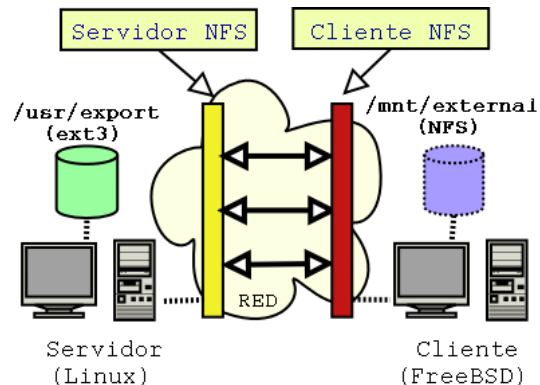 Servidor NFS
Cliente NFS
/usr/export
(ext3)
/mnt/external
(NFS)
RED
Servidor
(Linux)
Cliente
(FreeBSD)